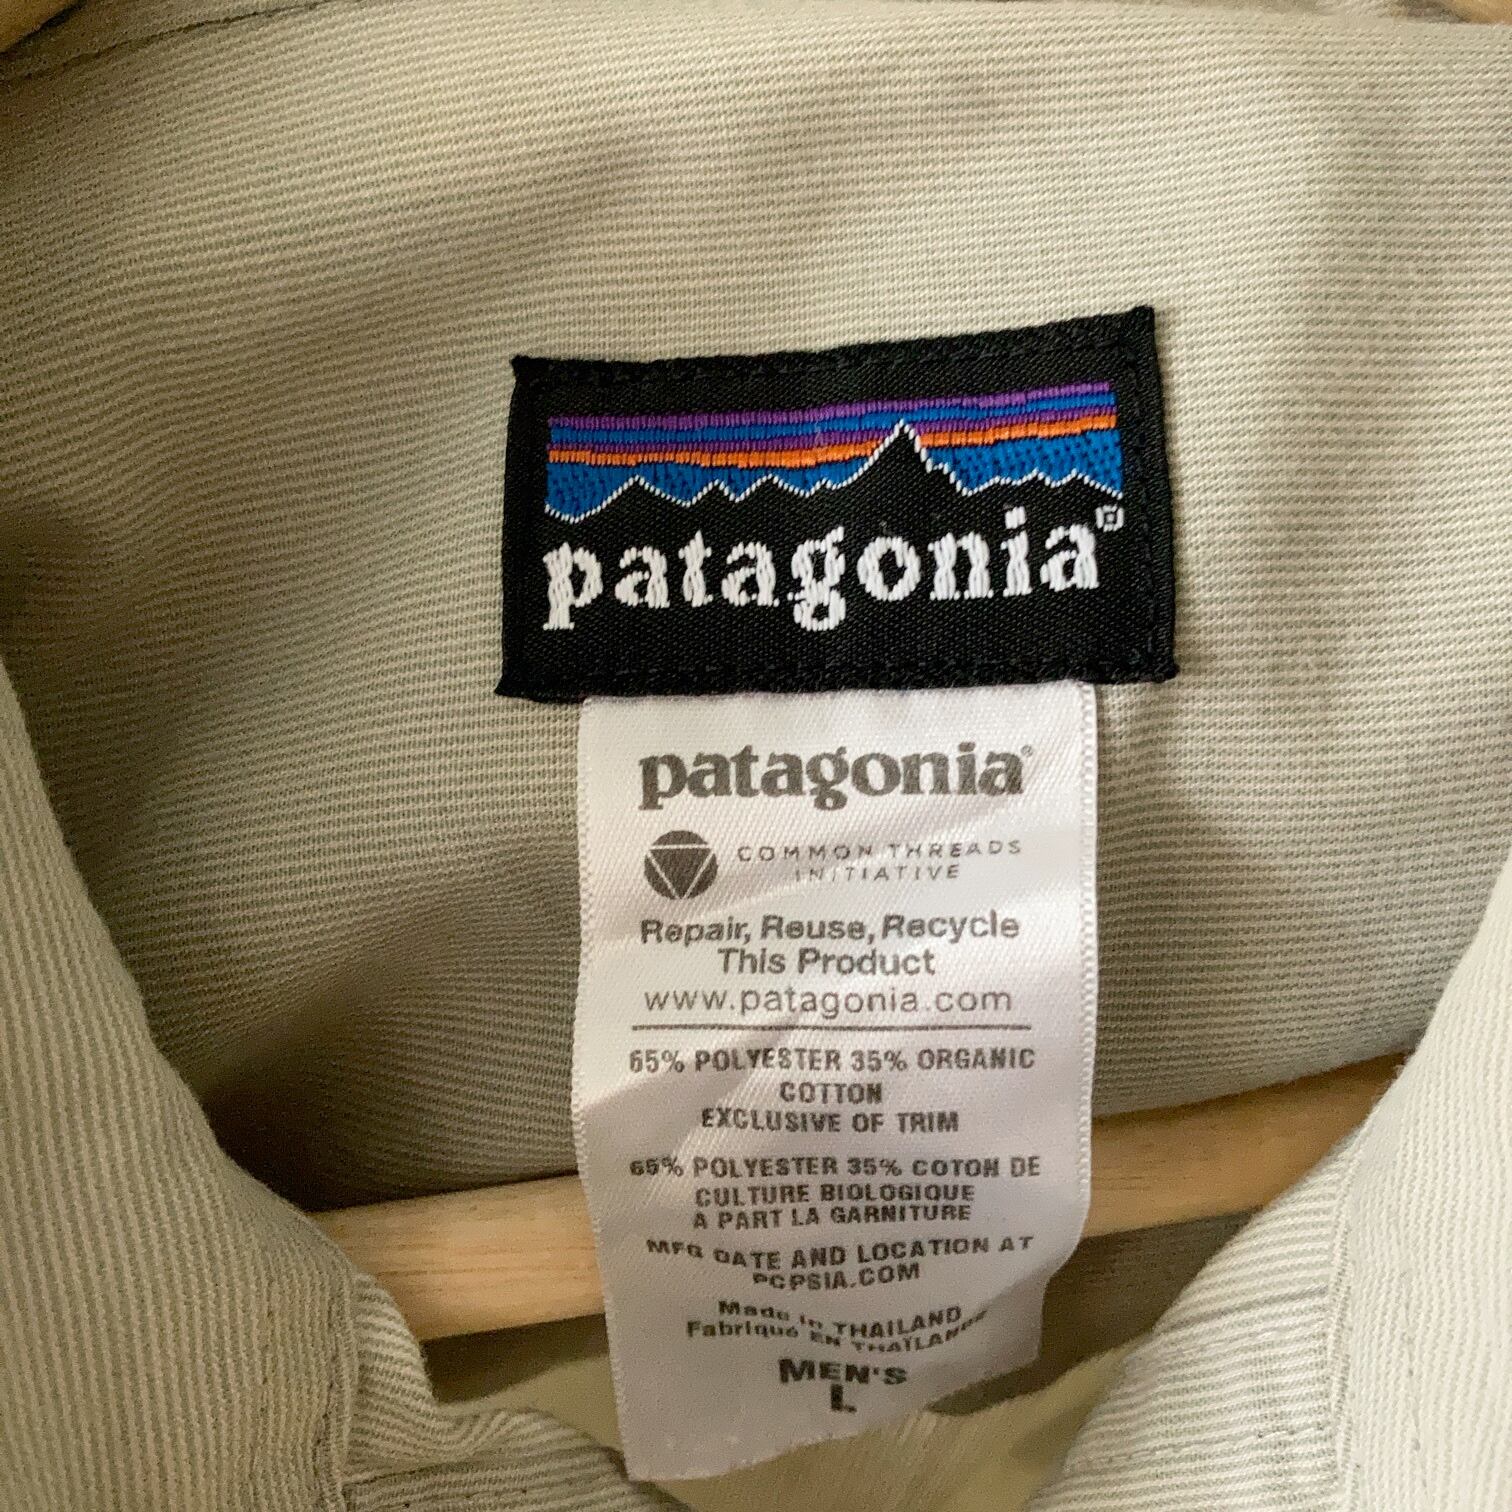 patagonia®
patagonia®
COMMON THREADS
INITIATIVE
Repair, Reuse, Recycle
This Product
www.patagonia.com
65% POLYESTER 35% ORGANIC
COTTON
EXCLUSIVE OF TRIM
65% POLYESTER 35% COTON DE
CULTURE BIOLOGIQUE
A PART LA GARNITURE
MFG DATE AND LOCATION AT
PCPSIA.COM
Made in THAILAND
Fabriqué EN THAÏLANDE
MEN'S
L